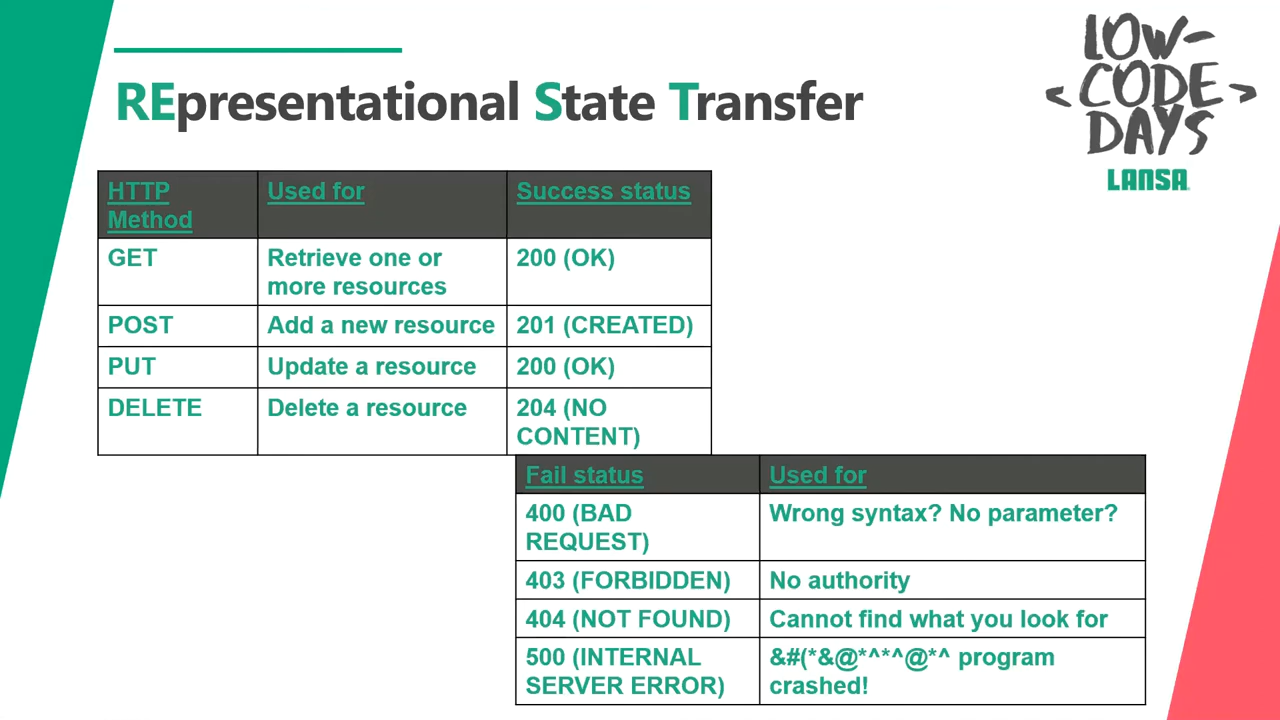 REpresentational State Transfer
LOW-
<CODE>
DAYS
LANSA
HTTP Method | Used for | Success status
GET | Retrieve one or more resources | 200 (OK)
POST | Add a new resource | 201 (CREATED)
PUT | Update a resource | 200 (OK)
DELETE | Delete a resource | 204 (NO CONTENT)
Fail status | Used for
400 (BAD REQUEST) | Wrong syntax? No parameter?
403 (FORBIDDEN) | No authority
404 (NOT FOUND) | Cannot find what you look for
500 (INTERNAL SERVER ERROR) | &#(*&@*^*^@*^ program crashed!